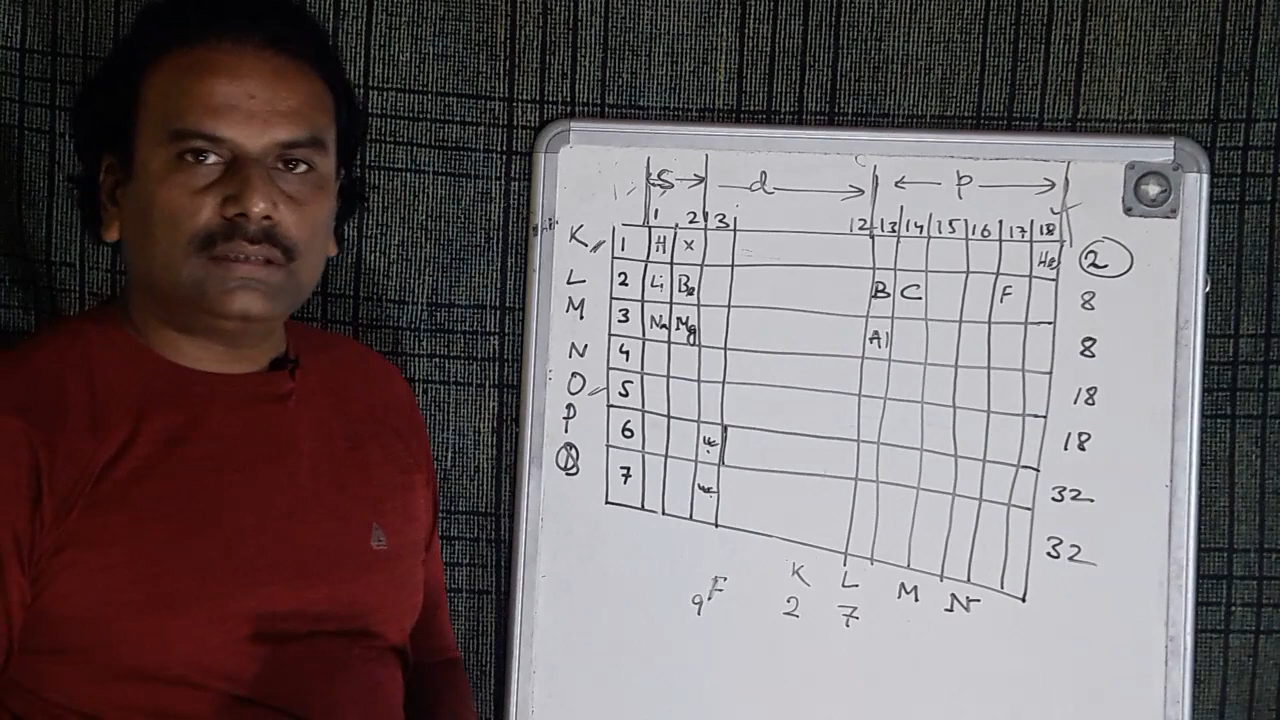 S d p
1 2 3 12 13 14 15 16 17 18
K 1 H x He 2
L 2 Li Be B C F 8
M 3 Na Mg Al 8
N 4 18
O 5 18
P 6 * 32
Q 7 * 32
K L M N
9F 2 7